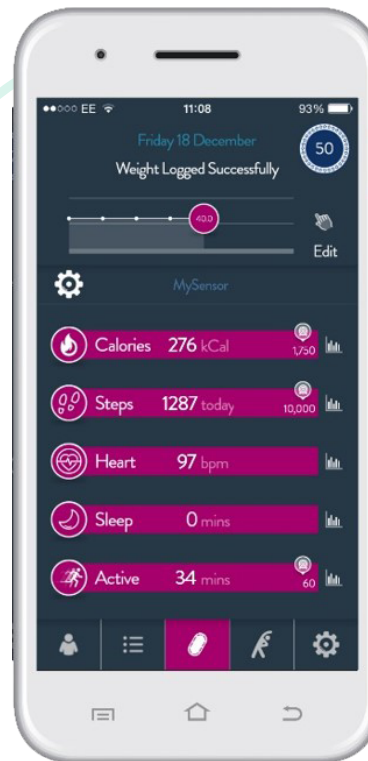 EE 11:08 93%
Friday 18 December
50
Weight Logged Successfully
40.0
Edit
MySensor
Calories 276 kCal 1,750
Steps 1287 today 10,000
Heart 97 bpm
Sleep 0 mins
Active 34 mins 60